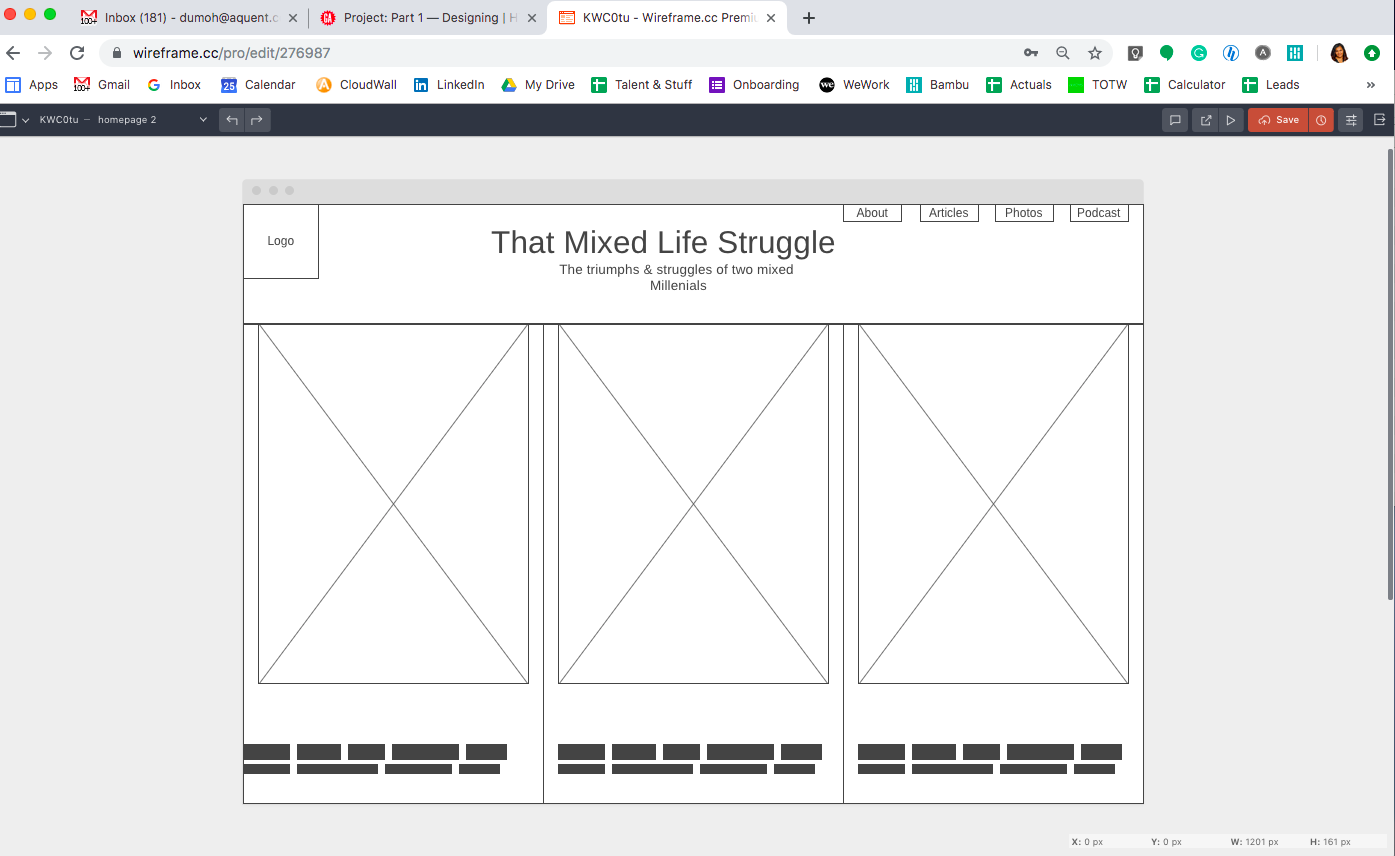 Inbox (181) - dumoh@aquent.c
Project: Part 1 — Designing | H
KWC0tu - Wireframe.cc Premi
wireframe.cc/pro/edit/276987
Apps
100+
Gmail
Inbox
25
Calendar
CloudWall
LinkedIn
My Drive
Talent & Stuff
Onboarding
we
WeWork
Bambu
Actuals
TOTW
Calculator
Leads
»
KWC0tu — homepage 2
Save
Logo
About
Articles
Photos
Podcast
That Mixed Life Struggle
The triumphs & struggles of two mixed
Millenials
X: 0 px
Y: 0 px
W: 1201 px
H: 161 px